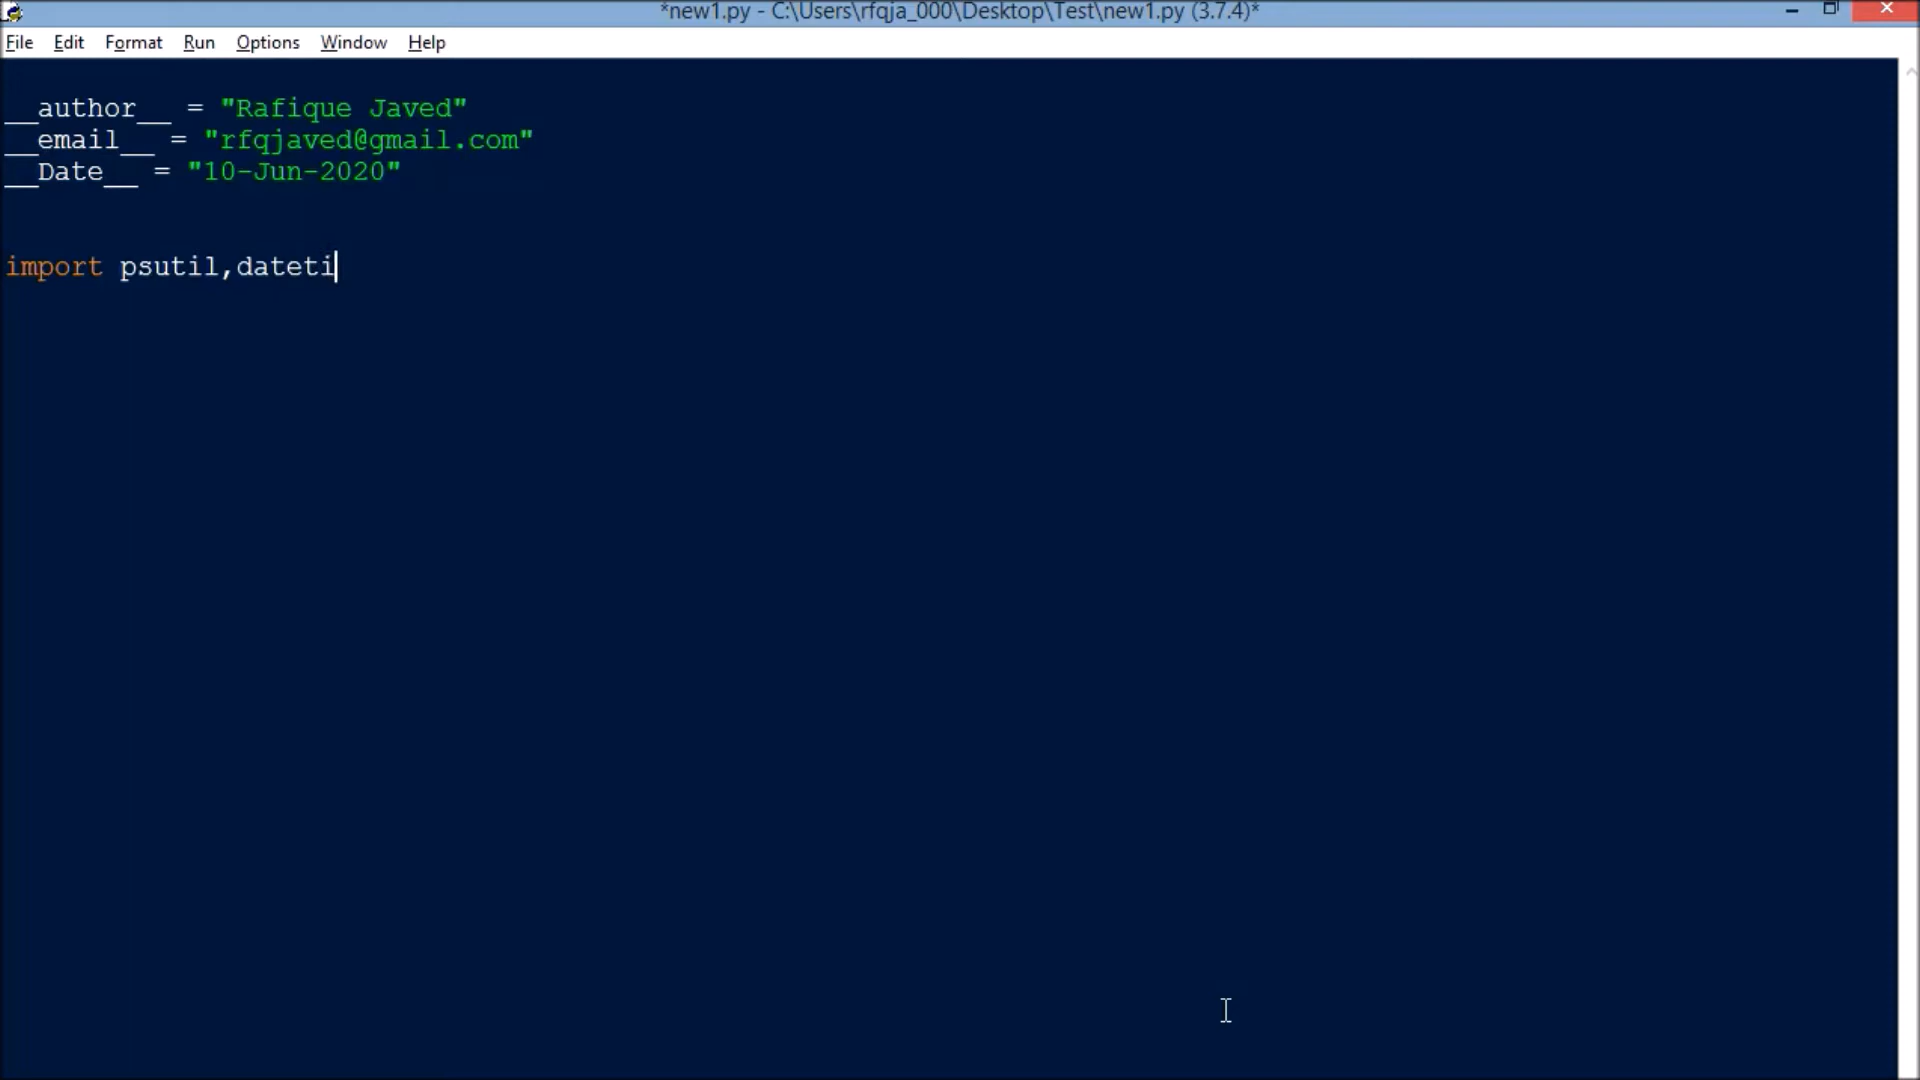 *new1.py - C:\Users\rfqja_000\Desktop\Test\new1.py (3.7.4)*
File Edit Format Run Options Window Help
__author__ = "Rafique Javed"
__email__ = "rfqjaved@gmail.com"
__Date__ = "10-Jun-2020"
import psutil,dateti